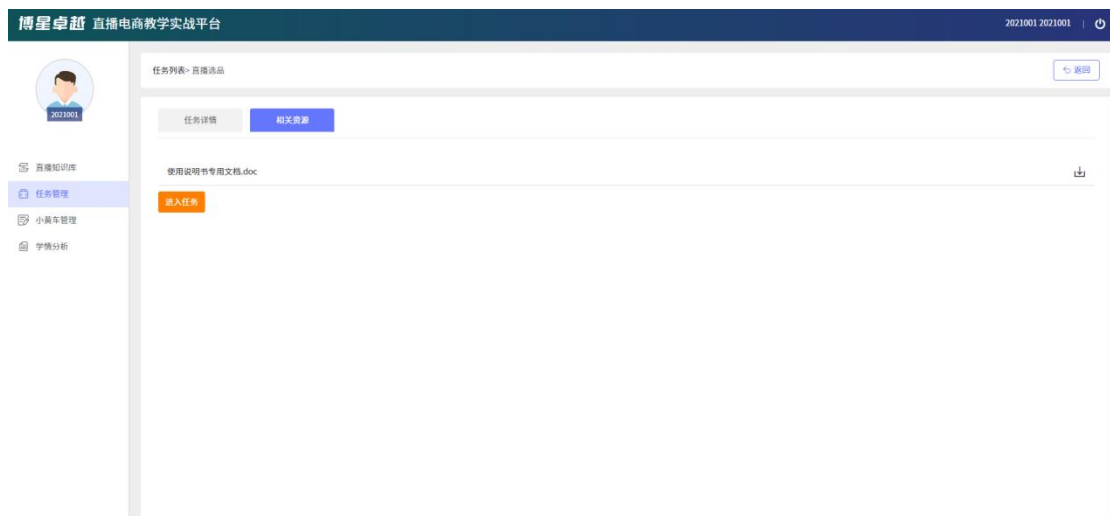 博星卓越 直播电商教学实战平台
2021001 2021001
任务列表> 直播选品
返回
2021001
任务详情
相关资源
直播知识库
使用说明书专用文档.doc
任务管理
进入任务
小黄车管理
学情分析